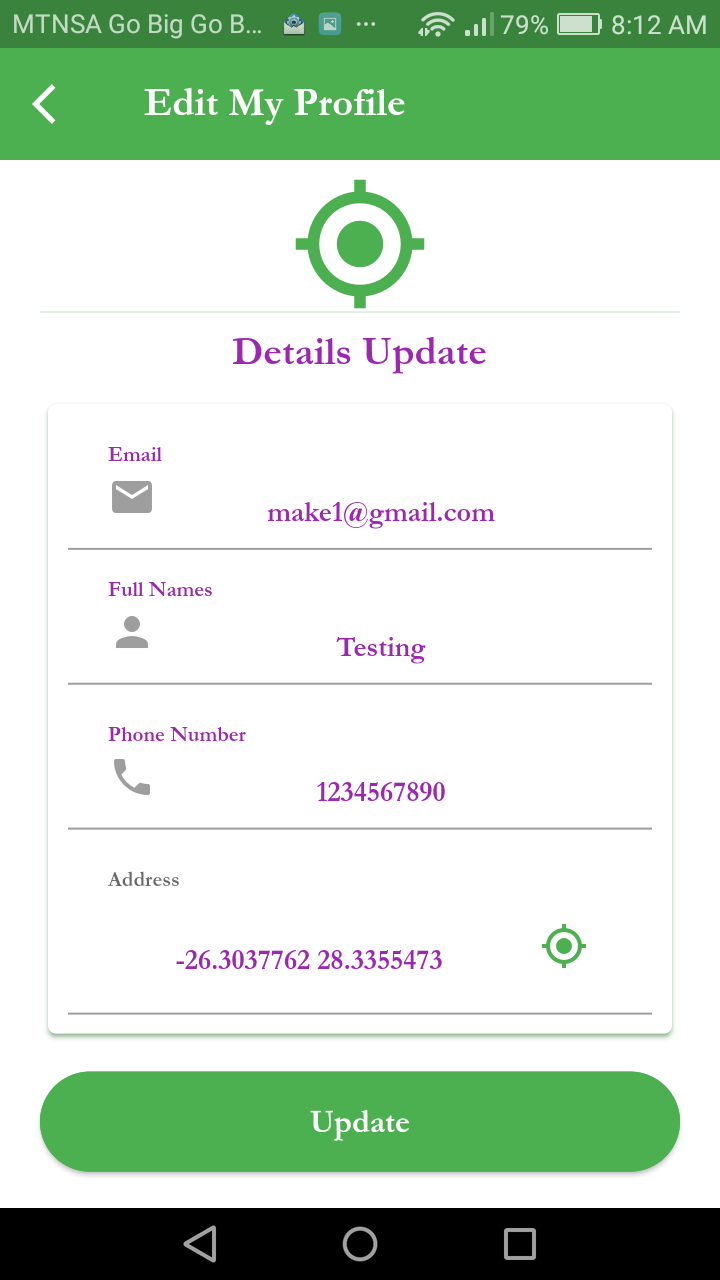 MTNSA Go Big Go B... ... 79% 8:12 AM
Edit My Profile
Details Update
Email
make1@gmail.com
Full Names
Testing
Phone Number
1234567890
Address
-26.3037762 28.3355473
Update